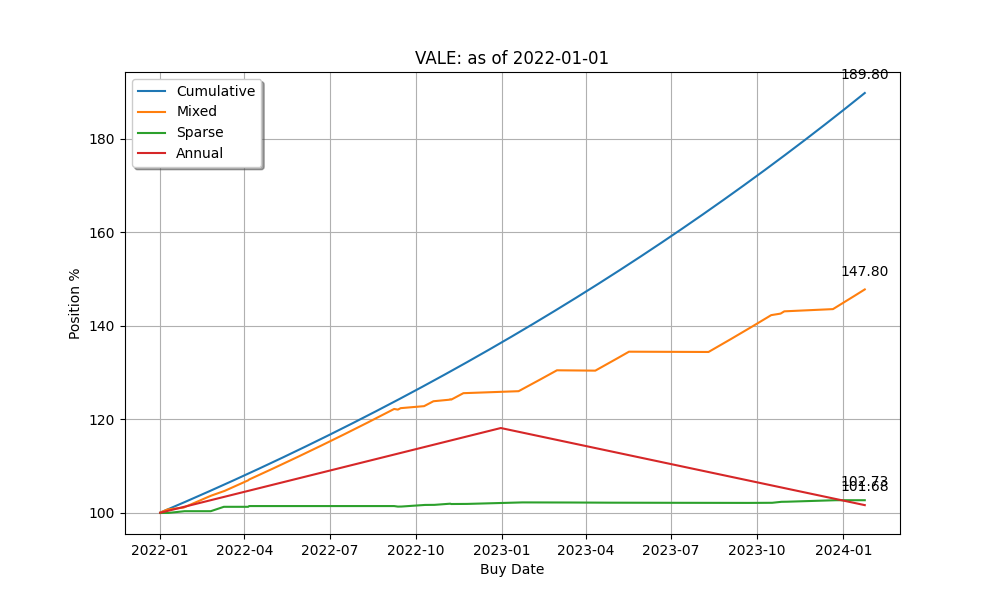 VALE: as of 2022-01-01
189.80
Cumulative
Mixed
Sparse
Annual
180
160
147.80
140
120
102.73
101.68
100
Position %
2022-01 2022-04 2022-07 2022-10 2023-01 2023-04 2023-07 2023-10 2024-01
Buy Date